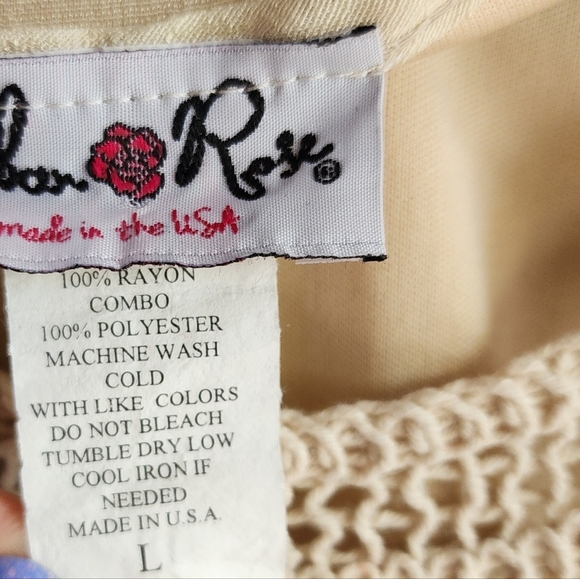 Rose®
made in the USA
100% RAYON
COMBO
100% POLYESTER
MACHINE WASH
COLD
WITH LIKE COLORS
DO NOT BLEACH
TUMBLE DRY LOW
COOL IRON IF
NEEDED
MADE IN U.S.A.
L